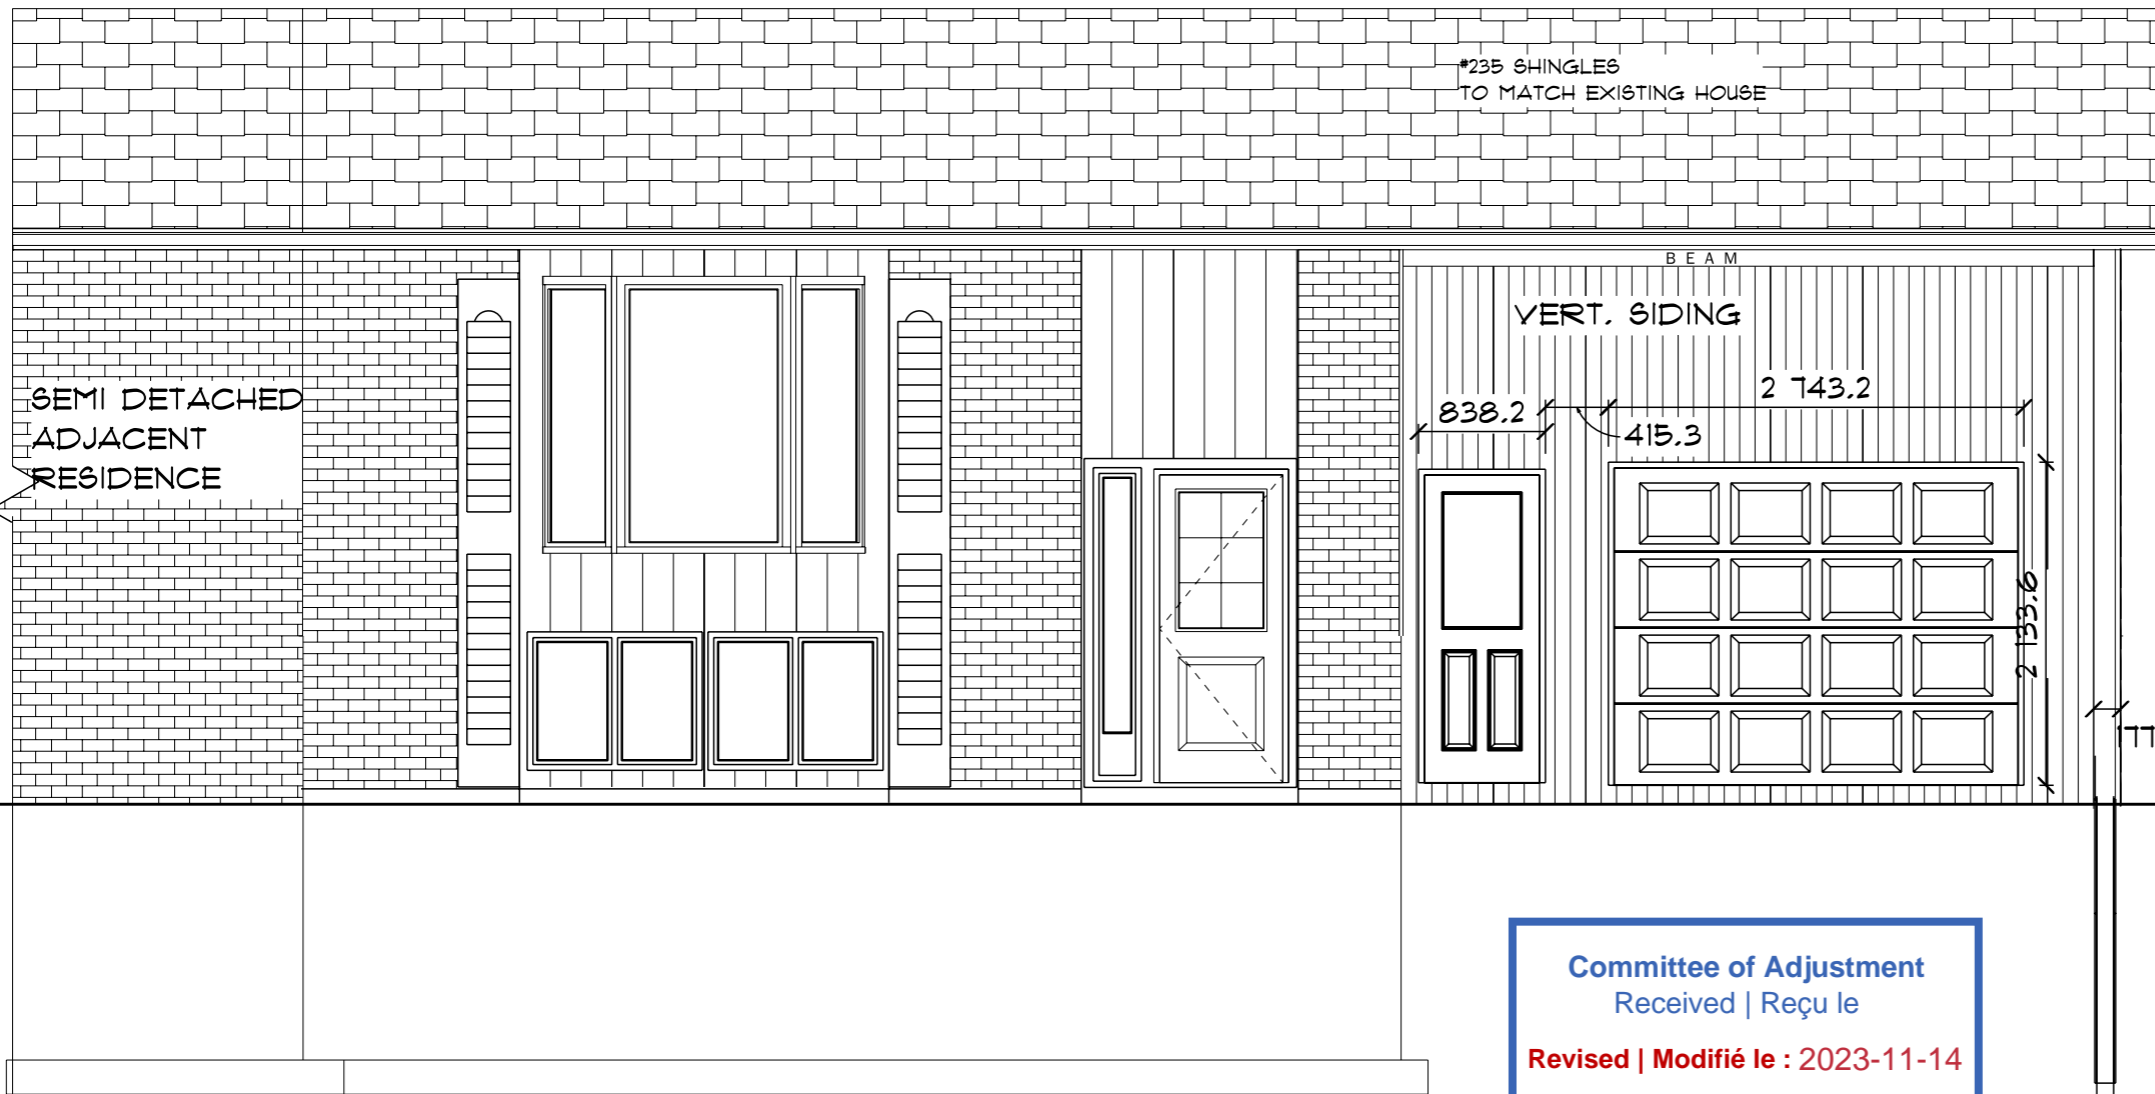 #235 SHINGLES
TO MATCH EXISTING HOUSE
BEAM
VERT. SIDING
SEMI DETACHED
ADJACENT
RESIDENCE
838.2
415.3
2 743.2
2 133.6
Committee of Adjustment
Received | Reçu le
Revised | Modifié le : 2023-11-14